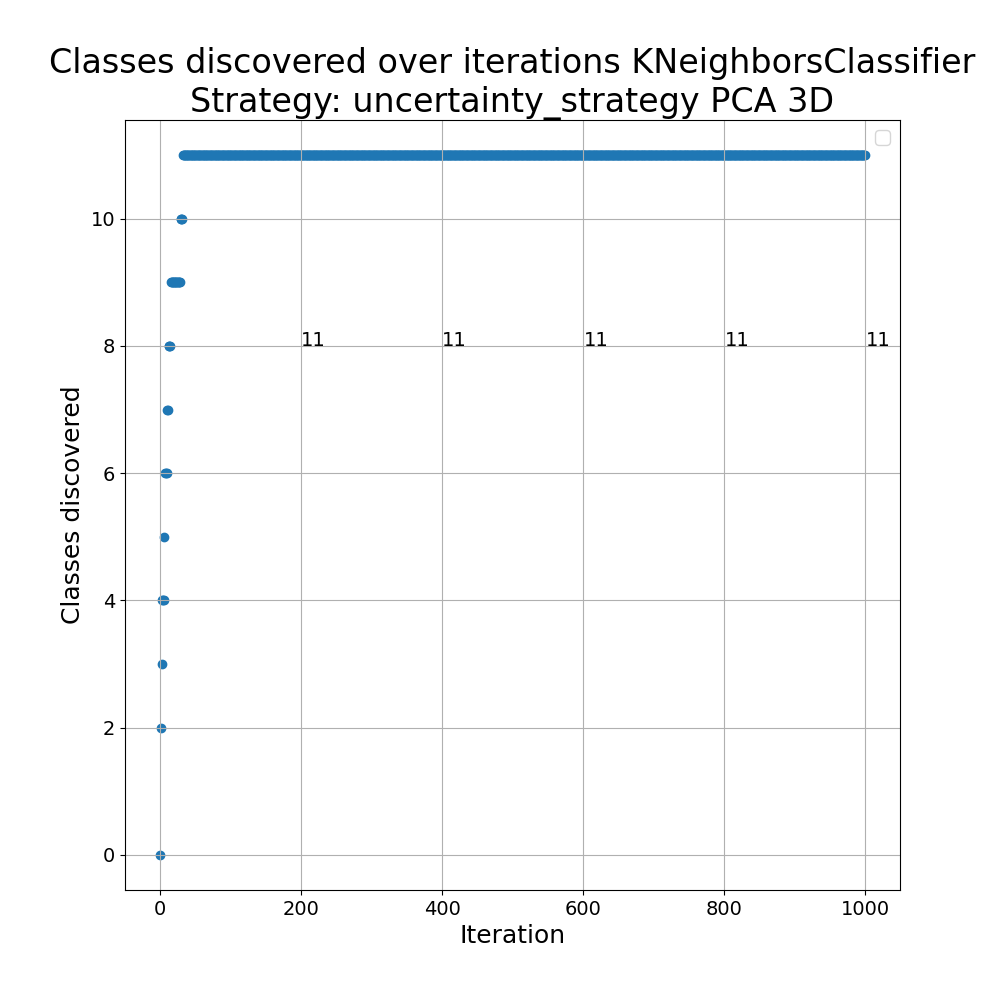 Classes discovered over iterations KNeighborsClassifier
Strategy: uncertainty_strategy PCA 3D
10
8
6
4
2
0
11 11 11 11 11
Classes discovered
0 200 400 600 800 1000
Iteration